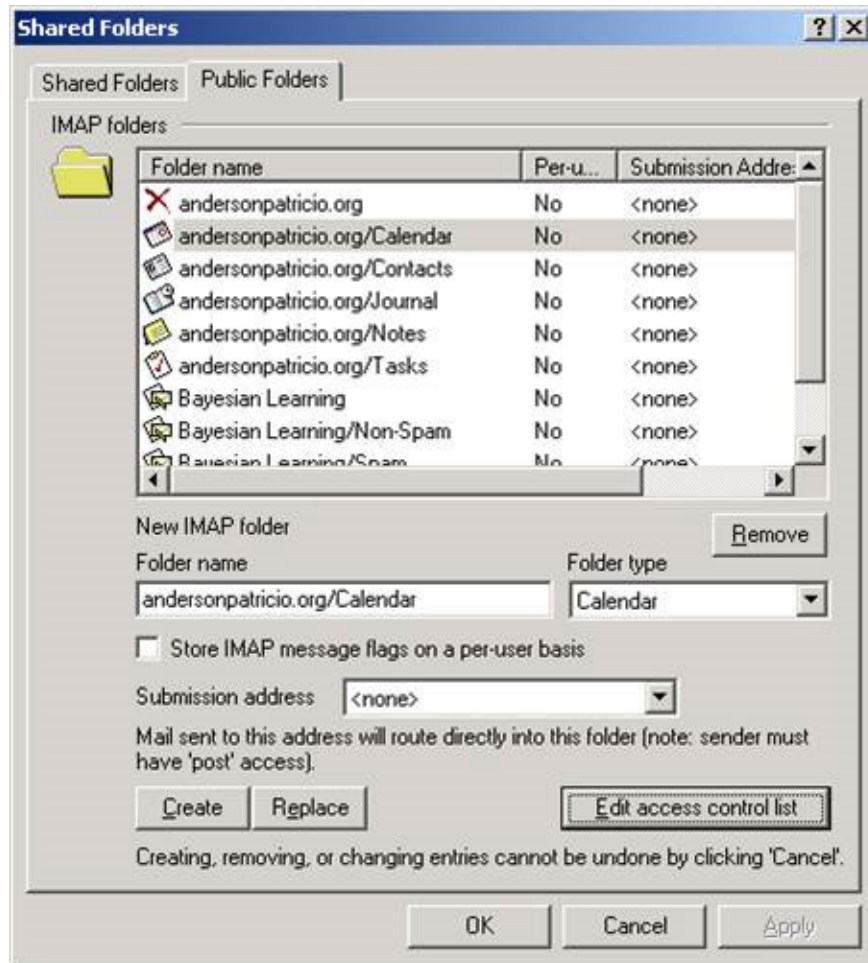 Shared Folders
Shared Folders Public Folders
IMAP folders
Folder name Per-u... Submission Addre
andersonpatricio.org No <none>
andersonpatricio.org/Calendar No <none>
andersonpatricio.org/Contacts No <none>
andersonpatricio.org/Journal No <none>
andersonpatricio.org/Notes No <none>
andersonpatricio.org/Tasks No <none>
Bayesian Learning No <none>
Bayesian Learning/Non-Spam No <none>
Bayesian Learning/Spam No <none>
New IMAP folder Remove
Folder name Folder type
andersonpatricio.org/Calendar Calendar
Store IMAP message flags on a per-user basis
Submission address <none>
Mail sent to this address will route directly into this folder (note: sender must
have 'post' access).
Create Replace Edit access control list
Creating, removing, or changing entries cannot be undone by clicking 'Cancel'.
OK Cancel Apply